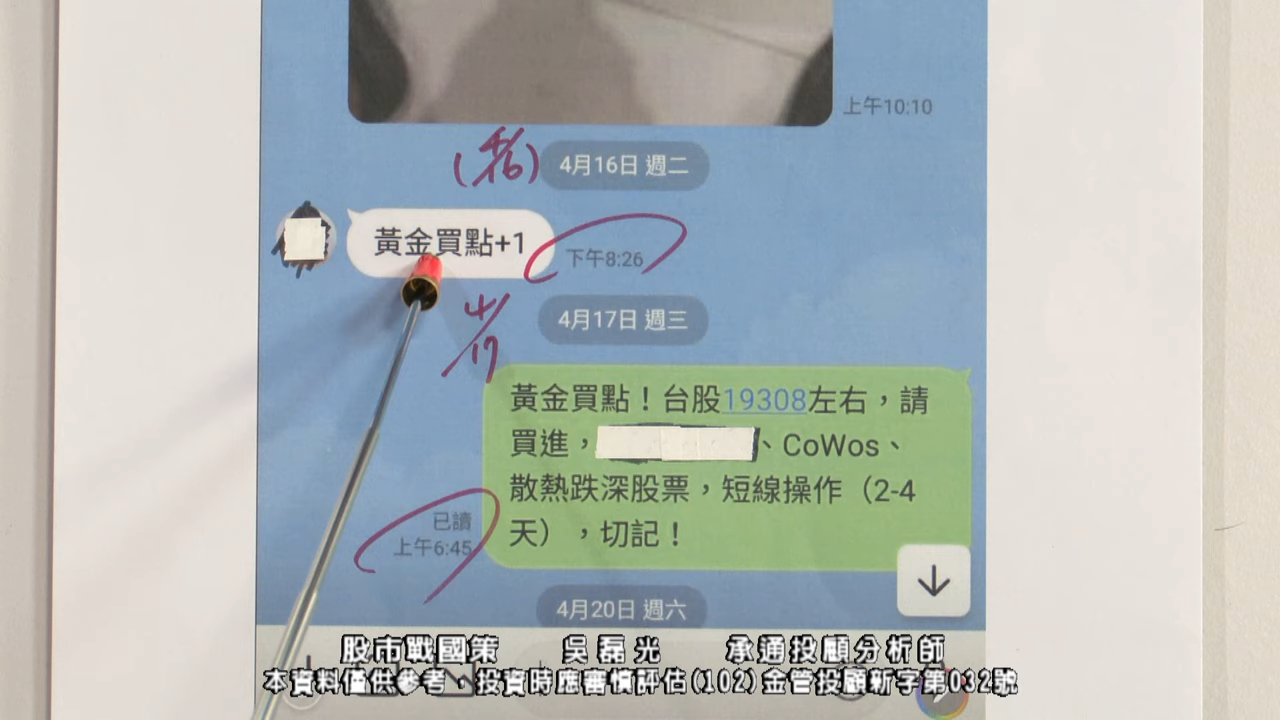 上午10:10
4月16日 週二
黃金買點+1
下午8:26
4/17
4月17日 週三
黃金買點！台股19308左右，請
買進，、CoWos、
散熱跌深股票，短線操作（2-4
天），切記！
已讀
上午6:45
4月20日 週六
股市戰國策 吳磊光 承通投顧分析師
本資料僅供參考，投資時應審慎評估(102)金管投顧新字第032號